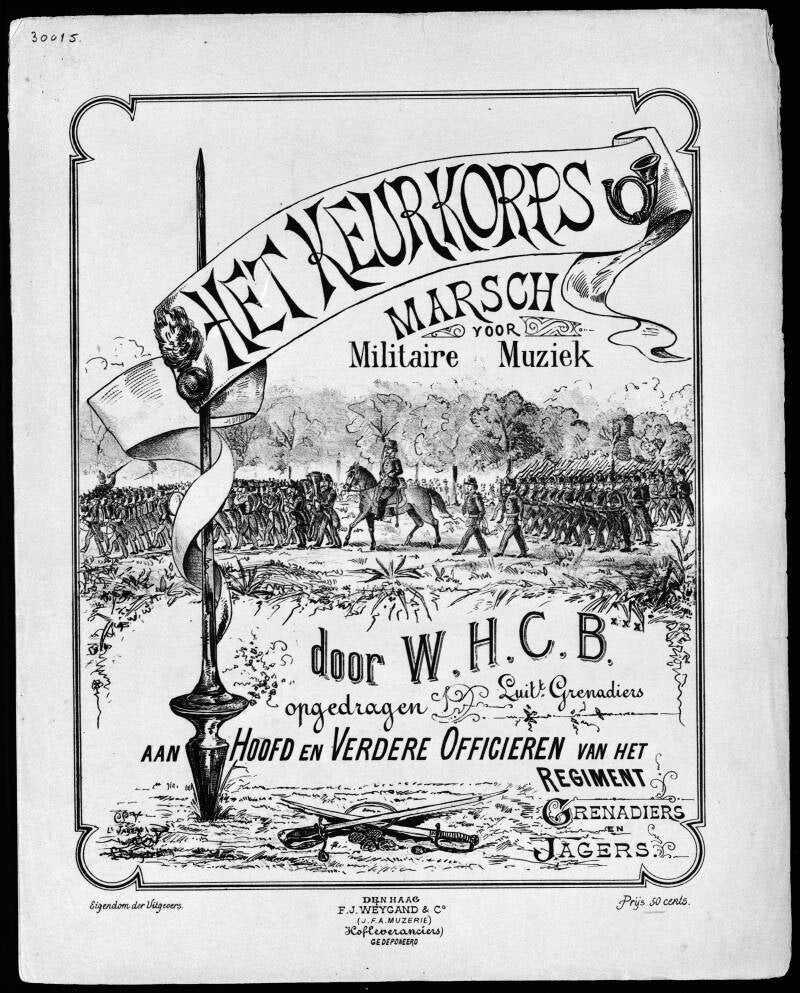 30015.
HET KEURKORPS
MARSCH
VOOR
Militaire Muziek
door W. H. C. B.xxx
Luitt. Grenadiers
opgedragen
AAN HOOFD EN VERDERE OFFICIEREN VAN HET
REGIMENT
GRENADIERS
EN
JAGERS.
Eigendom der Uitgevers.
DEN HAAG
F. J. WEYGAND & Co
(J.F.A. MUZERIE)
Hofleveranciers)
GEDEPONEERD
Prijs 50 cents.